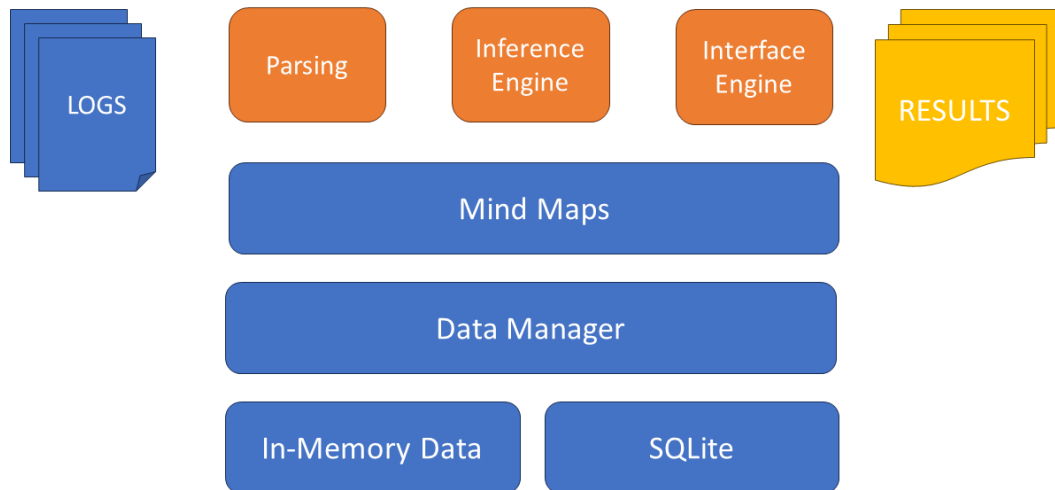 LOGS
Parsing
Inference
Engine
Interface
Engine
RESULTS
Mind Maps
Data Manager
In-Memory Data
SQLite